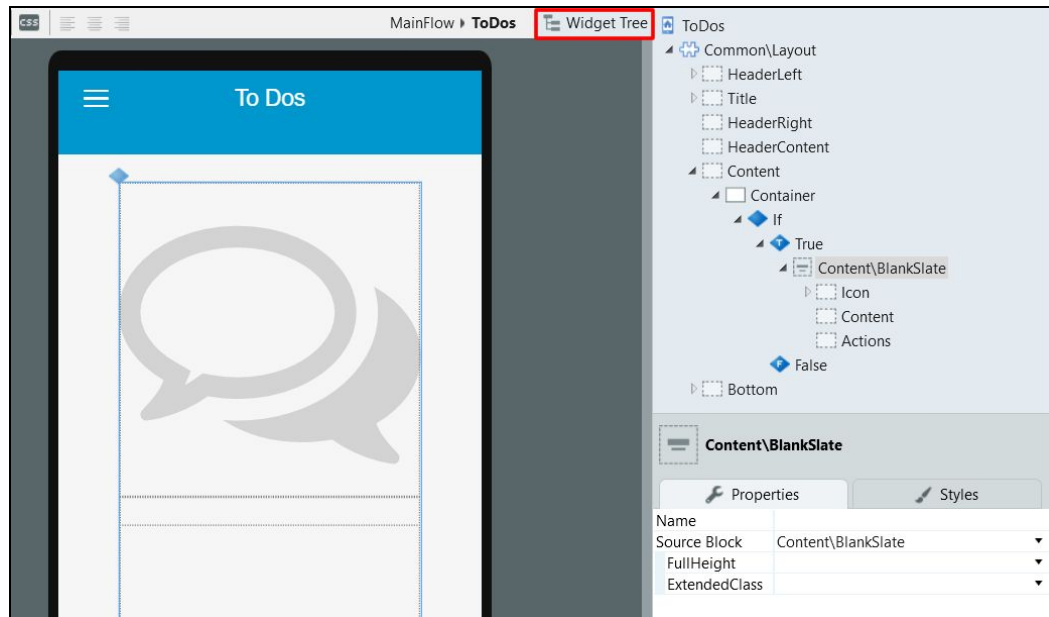 CSS
MainFlow ▸ ToDos
Widget Tree
To Dos
ToDos
Common\Layout
HeaderLeft
Title
HeaderRight
HeaderContent
Content
Container
If
T True
Content\BlankSlate
Icon
Content
Actions
F False
Bottom
Content\BlankSlate
Properties
Styles
Name
Source Block Content\BlankSlate
FullHeight
ExtendedClass